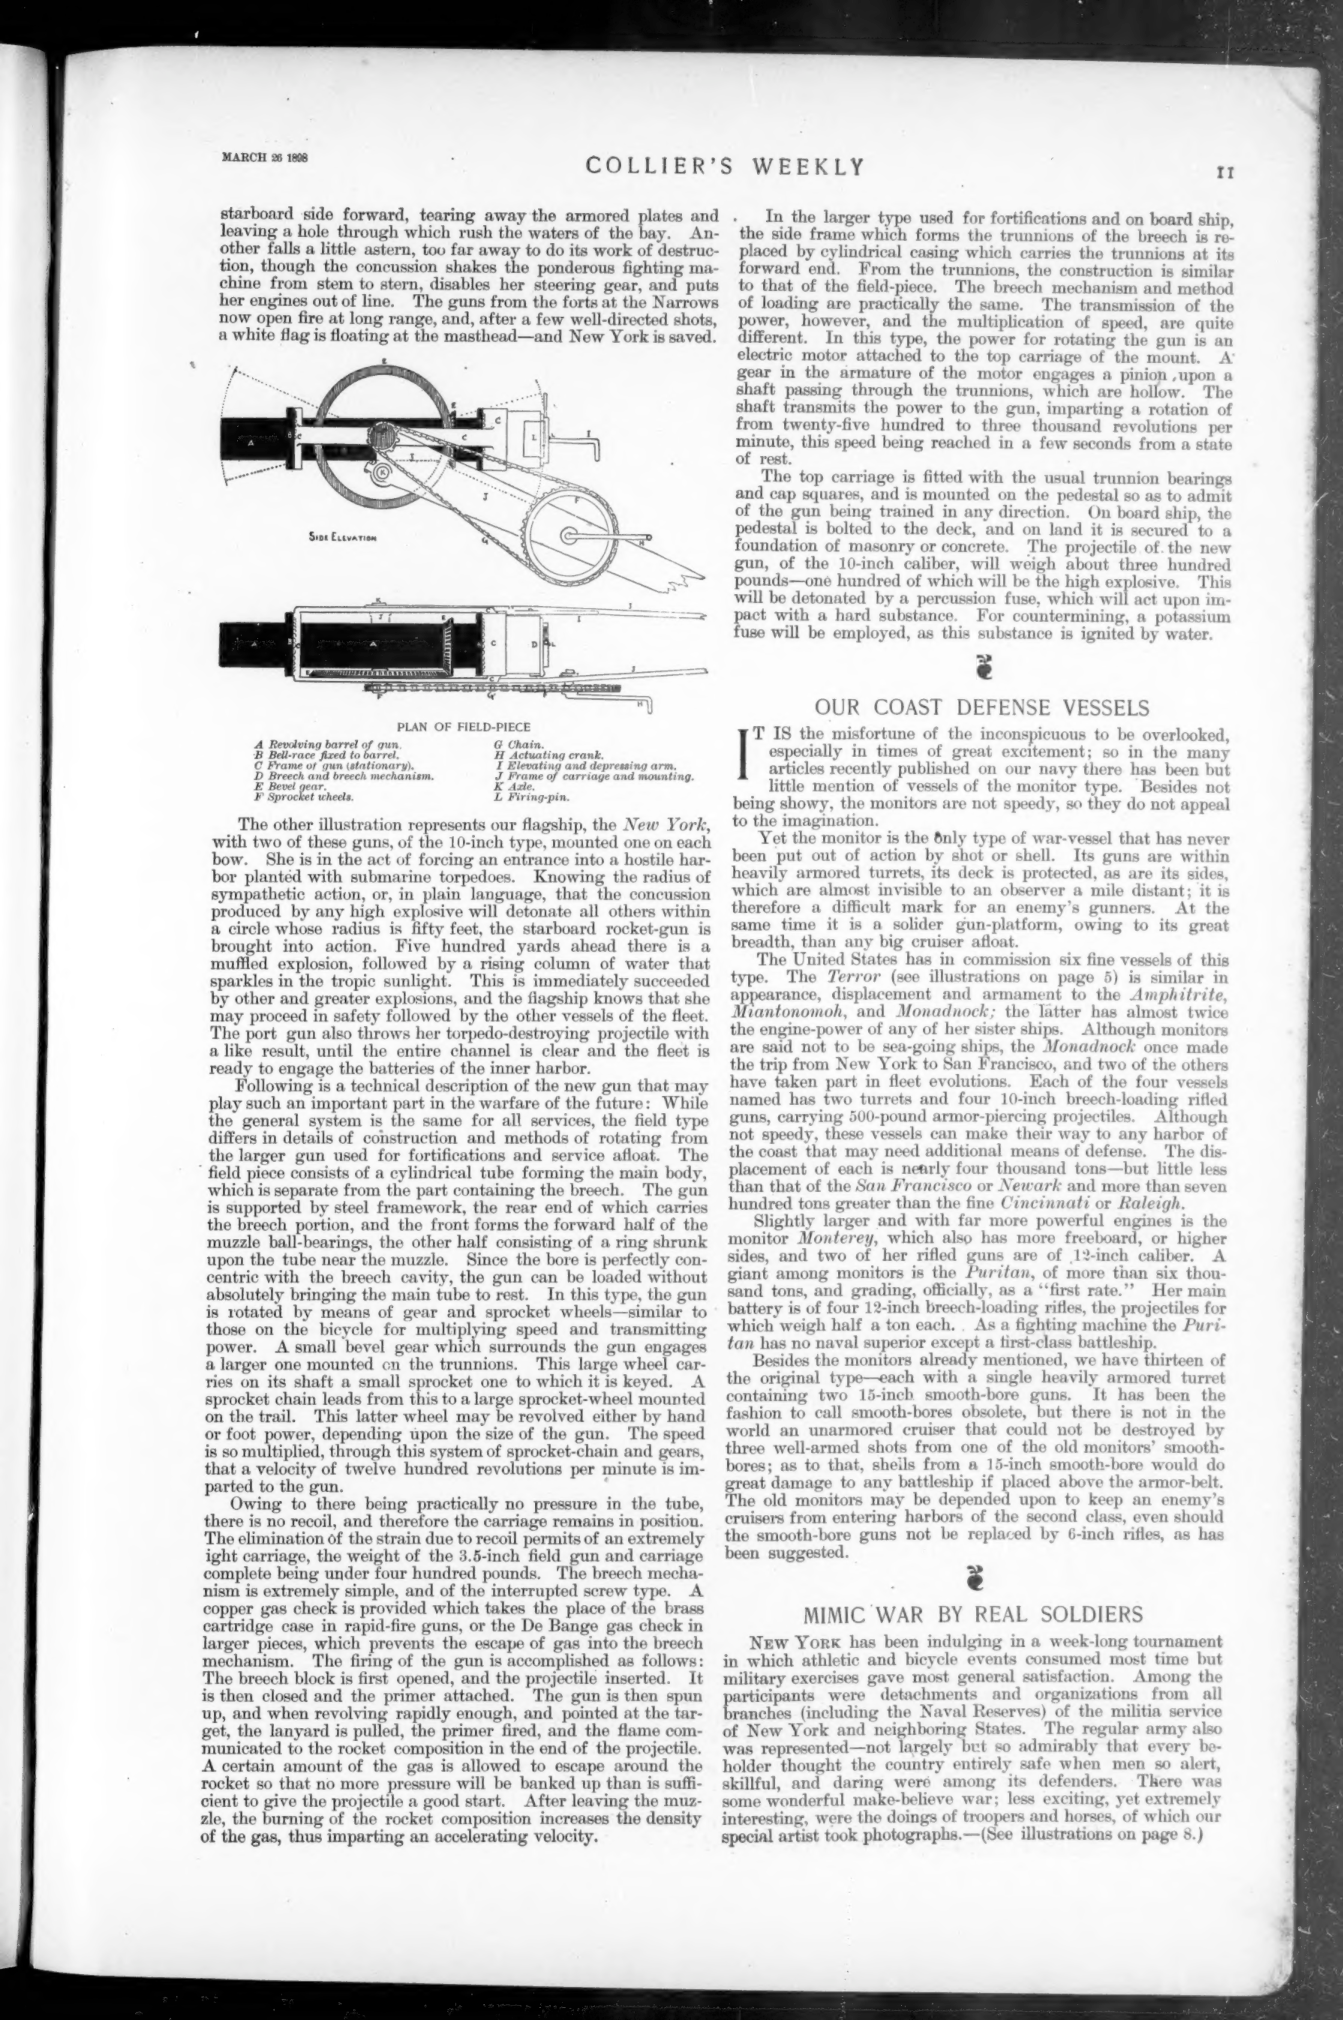 MARCH 26 1898
COLLIER'S WEEKLY
11
starboard side forward, tearing away the armored plates and
leaving a hole through which rush the waters of the bay. An-
other falls a little astern, too far away to do its work of destruc-
tion, though the concussion shakes the ponderous fighting ma-
chine from stem to stern, disables her steering gear, and puts
her engines out of line. The guns from the forts at the Narrows
now open fire at long range, and, after a few well-directed shots,
a white flag is floating at the masthead—and New York is saved.
SIDE ELEVATION
PLAN OF FIELD-PIECE
A Revolving barrel of gun.
B Bell-race fixed to barrel.
C Frame of gun (stationary).
D Breech and breech mechanism.
E Bevel gear.
F Sprocket wheels.
G Chain.
H Actuating crank.
I Elevating and depressing arm.
J Frame of carriage and mounting.
K Axle.
L Firing-pin.
The other illustration represents our flagship, the New York,
with two of these guns, of the 10-inch type, mounted one on each
bow. She is in the act of forcing an entrance into a hostile har-
bor planted with submarine torpedoes. Knowing the radius of
sympathetic action, or, in plain language, that the concussion
produced by any high explosive will detonate all others within
a circle whose radius is fifty feet, the starboard rocket-gun is
brought into action. Five hundred yards ahead there is a
muffled explosion, followed by a rising column of water that
sparkles in the tropic sunlight. This is immediately succeeded
by other and greater explosions, and the flagship knows that she
may proceed in safety followed by the other vessels of the fleet.
The port gun also throws her torpedo-destroying projectile with
a like result, until the entire channel is clear and the fleet is
ready to engage the batteries of the inner harbor.
Following is a technical description of the new gun that may
play such an important part in the warfare of the future: While
the general system is the same for all services, the field type
differs in details of construction and methods of rotating from
the larger gun used for fortifications and service afloat. The
field piece consists of a cylindrical tube forming the main body,
which is separate from the part containing the breech. The gun
is supported by steel framework, the rear end of which carries
the breech portion, and the front forms the forward half of the
muzzle ball-bearings, the other half consisting of a ring shrunk
upon the tube near the muzzle. Since the bore is perfectly con-
centric with the breech cavity, the gun can be loaded without
absolutely bringing the main tube to rest. In this type, the gun
is rotated by means of gear and sprocket wheels—similar to
those on the bicycle for multiplying speed and transmitting
power. A small bevel gear which surrounds the gun engages
a larger one mounted on the trunnions. This large wheel car-
ries on its shaft a small sprocket one to which it is keyed. A
sprocket chain leads from this to a large sprocket-wheel mounted
on the trail. This latter wheel may be revolved either by hand
or foot power, depending upon the size of the gun. The speed
is so multiplied, through this system of sprocket-chain and gears,
that a velocity of twelve hundred revolutions per minute is im-
parted to the gun.
Owing to there being practically no pressure in the tube,
there is no recoil, and therefore the carriage remains in position.
The elimination of the strain due to recoil permits of an extremely
ight carriage, the weight of the 3.5-inch field gun and carriage
complete being under four hundred pounds. The breech mecha-
nism is extremely simple, and of the interrupted screw type. A
copper gas check is provided which takes the place of the brass
cartridge case in rapid-fire guns, or the De Bange gas check in
larger pieces, which prevents the escape of gas into the breech
mechanism. The firing of the gun is accomplished as follows:
The breech block is first opened, and the projectile inserted. It
is then closed and the primer attached. The gun is then spun
up, and when revolving rapidly enough, and pointed at the tar-
get, the lanyard is pulled, the primer fired, and the flame com-
municated to the rocket composition in the end of the projectile.
A certain amount of the gas is allowed to escape around the
rocket so that no more pressure will be banked up than is suffi-
cient to give the projectile a good start. After leaving the muz-
zle, the burning of the rocket composition increases the density
of the gas, thus imparting an accelerating velocity.
In the larger type used for fortifications and on board ship,
the side frame which forms the trunnions of the breech is re-
placed by cylindrical casing which carries the trunnions at its
forward end. From the trunnions, the construction is similar
to that of the field-piece. The breech mechanism and method
of loading are practically the same. The transmission of the
power, however, and the multiplication of speed, are quite
different. In this type, the power for rotating the gun is an
electric motor attached to the top carriage of the mount. A
gear in the armature of the motor engages a pinion upon a
shaft passing through the trunnions, which are hollow. The
shaft transmits the power to the gun, imparting a rotation of
from twenty-five hundred to three thousand revolutions per
minute, this speed being reached in a few seconds from a state
of rest.
The top carriage is fitted with the usual trunnion bearings
and cap squares, and is mounted on the pedestal so as to admit
of the gun being trained in any direction. On board ship, the
pedestal is bolted to the deck, and on land it is secured to a
foundation of masonry or concrete. The projectile of the new
gun, of the 10-inch caliber, will weigh about three hundred
pounds—one hundred of which will be the high explosive. This
will be detonated by a percussion fuse, which will act upon im-
pact with a hard substance. For countermining, a potassium
fuse will be employed, as this substance is ignited by water.
OUR COAST DEFENSE VESSELS
IT IS the misfortune of the inconspicuous to be overlooked,
especially in times of great excitement; so in the many
articles recently published on our navy there has been but
little mention of vessels of the monitor type. Besides not
being showy, the monitors are not speedy, so they do not appeal
to the imagination.
Yet the monitor is the only type of war-vessel that has never
been put out of action by shot or shell. Its guns are within
heavily armored turrets, its deck is protected, as are its sides,
which are almost invisible to an observer a mile distant; it is
therefore a difficult mark for an enemy's gunners. At the
same time it is a solider gun-platform, owing to its great
breadth, than any big cruiser afloat.
The United States has in commission six fine vessels of this
type. The Terror (see illustrations on page 5) is similar in
appearance, displacement and armament to the Amphitrite,
Miantonomoh, and Monadnock; the latter has almost twice
the engine-power of any of her sister ships. Although monitors
are said not to be sea-going ships, the Monadnock once made
the trip from New York to San Francisco, and two of the others
have taken part in fleet evolutions. Each of the four vessels
named has two turrets and four 10-inch breech-loading rifled
guns, carrying 500-pound armor-piercing projectiles. Although
not speedy, these vessels can make their way to any harbor of
the coast that may need additional means of defense. The dis-
placement of each is nearly four thousand tons—but little less
than that of the San Francisco or Newark and more than seven
hundred tons greater than the fine Cincinnati or Raleigh.
Slightly larger and with far more powerful engines is the
monitor Monterey, which also has more freeboard, or higher
sides, and two of her rifled guns are of 12-inch caliber. A
giant among monitors is the Puritan, of more than six thou-
sand tons, and grading, officially, as a "first rate." Her main
battery is of four 12-inch breech-loading rifles, the projectiles for
which weigh half a ton each. As a fighting machine the Puri-
tan has no naval superior except a first-class battleship.
Besides the monitors already mentioned, we have thirteen of
the original type—each with a single heavily armored turret
containing two 15-inch smooth-bore guns. It has been the
fashion to call smooth-bores obsolete, but there is not in the
world an unarmored cruiser that could not be destroyed by
three well-armed shots from one of the old monitors' smooth-
bores; as to that, shells from a 15-inch smooth-bore would do
great damage to any battleship if placed above the armor-belt.
The old monitors may be depended upon to keep an enemy's
cruisers from entering harbors of the second class, even should
the smooth-bore guns not be replaced by 6-inch rifles, as has
been suggested.
MIMIC WAR BY REAL SOLDIERS
NEW YORK has been indulging in a week-long tournament
in which athletic and bicycle events consumed most time but
military exercises gave most general satisfaction. Among the
participants were detachments and organizations from all
branches (including the Naval Reserves) of the militia service
of New York and neighboring States. The regular army also
was represented—not largely but so admirably that every be-
holder thought the country entirely safe when men so alert,
skillful, and daring were among its defenders. There was
some wonderful make-believe war; less exciting, yet extremely
interesting, were the doings of troopers and horses, of which our
special artist took photographs.—(See illustrations on page 8.)